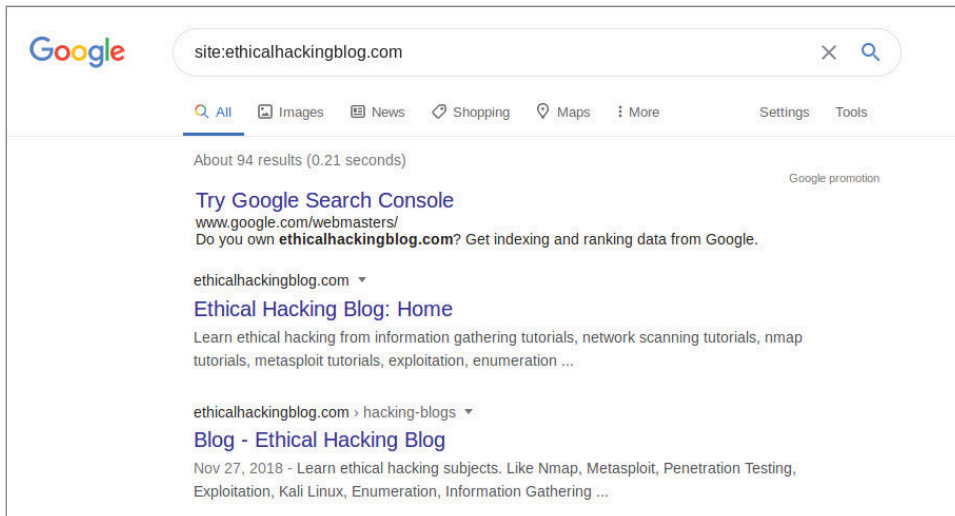 Google
site:ethicalhackingblog.com
All Images News Shopping Maps More Settings Tools
About 94 results (0.21 seconds)
Google promotion
Try Google Search Console
www.google.com/webmasters/
Do you own ethicalhackingblog.com? Get indexing and ranking data from Google.
ethicalhackingblog.com
Ethical Hacking Blog: Home
Learn ethical hacking from information gathering tutorials, network scanning tutorials, nmap
tutorials, metasploit tutorials, exploitation, enumeration ...
ethicalhackingblog.com › hacking-blogs
Blog - Ethical Hacking Blog
Nov 27, 2018 - Learn ethical hacking subjects. Like Nmap, Metasploit, Penetration Testing,
Exploitation, Kali Linux, Enumeration, Information Gathering ...